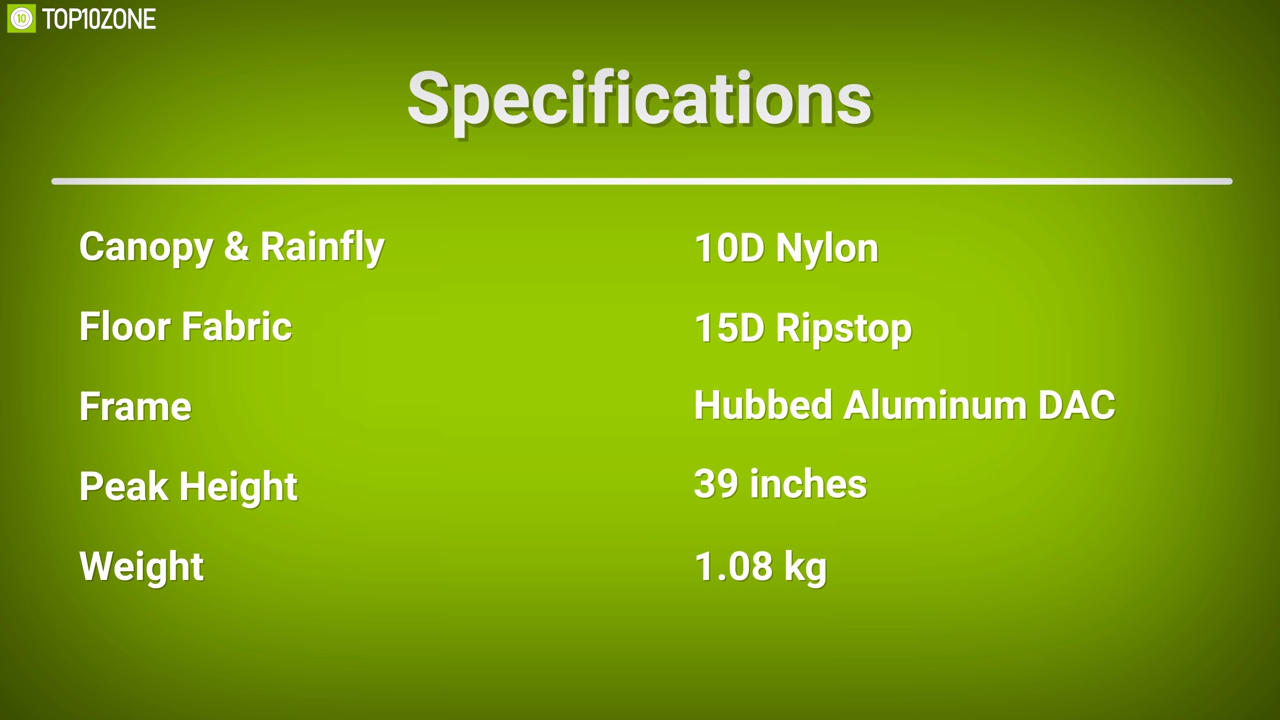 10 TOP10ZONE
Specifications
Canopy & Rainfly 10D Nylon
Floor Fabric 15D Ripstop
Frame Hubbed Aluminum DAC
Peak Height 39 inches
Weight 1.08 kg